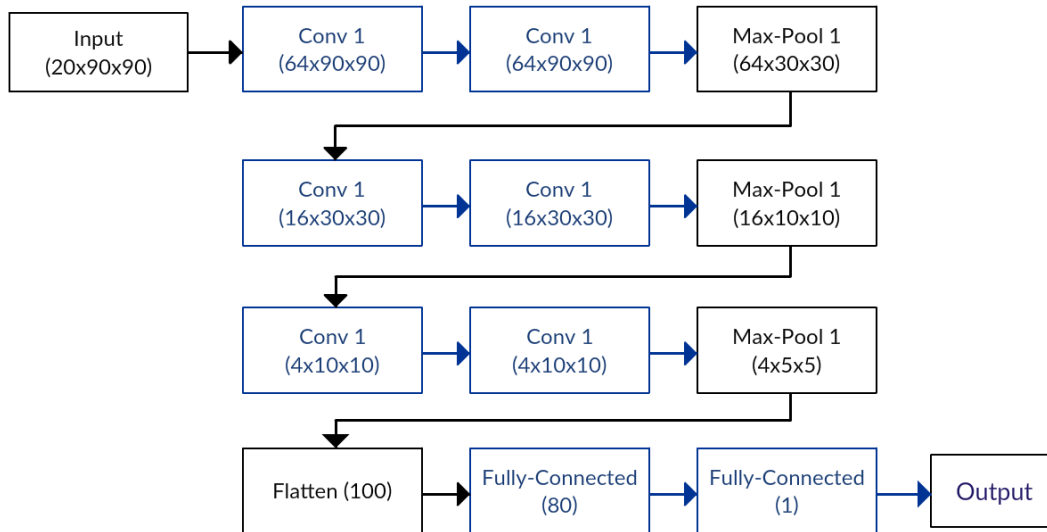 Input
(20x90x90)
Conv 1
(64x90x90)
Conv 1
(64x90x90)
Max-Pool 1
(64x30x30)
Conv 1
(16x30x30)
Conv 1
(16x30x30)
Max-Pool 1
(16x10x10)
Conv 1
(4x10x10)
Conv 1
(4x10x10)
Max-Pool 1
(4x5x5)
Flatten (100)
Fully-Connected
(80)
Fully-Connected
(1)
Output